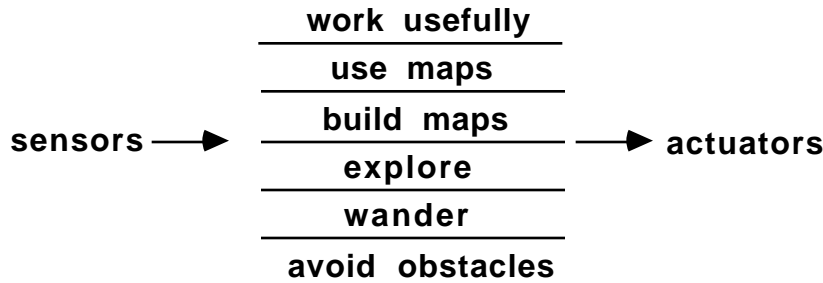 work usefully
use maps
build maps
sensors
actuators
explore
wander
avoid obstacles